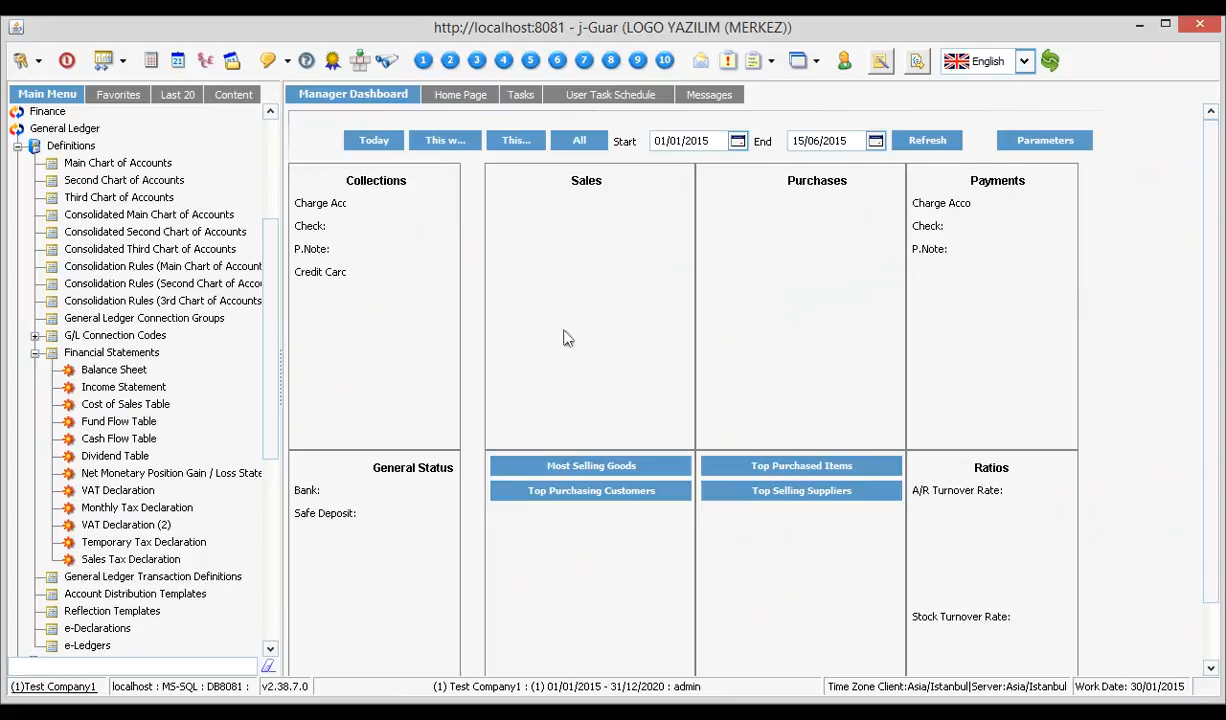 http://localhost:8081 - j-Guar (LOGO YAZILIM (MERKEZ))
1 2 3 4 5 6 7 8 9 10 English
Main Menu Favorites Last 20 Content
Manager Dashboard Home Page Tasks User Task Schedule Messages
Finance
General Ledger
Definitions
Main Chart of Accounts
Second Chart of Accounts
Third Chart of Accounts
Consolidated Main Chart of Accounts
Consolidated Second Chart of Accounts
Consolidated Third Chart of Accounts
Consolidation Rules (Main Chart of Account
Consolidation Rules (Second Chart of Acco
Consolidation Rules (3rd Chart of Accounts
General Ledger Connection Groups
G/L Connection Codes
Financial Statements
Balance Sheet
Income Statement
Cost of Sales Table
Fund Flow Table
Cash Flow Table
Dividend Table
Net Monetary Position Gain / Loss State
VAT Declaration
Monthly Tax Declaration
VAT Declaration (2)
Temporary Tax Declaration
Sales Tax Declaration
General Ledger Transaction Definitions
Account Distribution Templates
Reflection Templates
e-Declarations
e-Ledgers
Today This w... This... All Start 01/01/2015 End 15/06/2015 Refresh Parameters
Collections
Charge Acc
Check:
P.Note:
Credit Carc
Sales
Purchases
Payments
Charge Acco
Check:
P.Note:
General Status
Bank:
Safe Deposit:
Most Selling Goods
Top Purchasing Customers
Top Purchased Items
Top Selling Suppliers
Ratios
A/R Turnover Rate:
Stock Turnover Rate:
(1)Test Company1 localhost : MS-SQL : DB8081 : v2.38.7.0 (1) Test Company1 : (1) 01/01/2015 - 31/12/2020 : admin Time Zone Client:Asia/Istanbul|Server:Asia/Istanbul Work Date: 30/01/2015